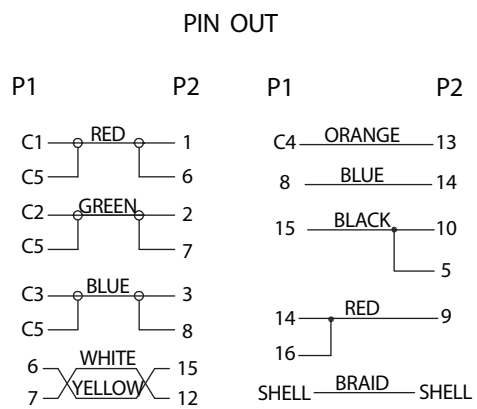 PIN OUT
P1 P2 P1 P2
C1 RED 1
C5 6
C2 GREEN 2
C5 7
C3 BLUE 3
C5 8
6 WHITE 15
7 YELLOW 12
C4 ORANGE 13
8 BLUE 14
15 BLACK 10
5
14 RED 9
16
SHELL BRAID SHELL